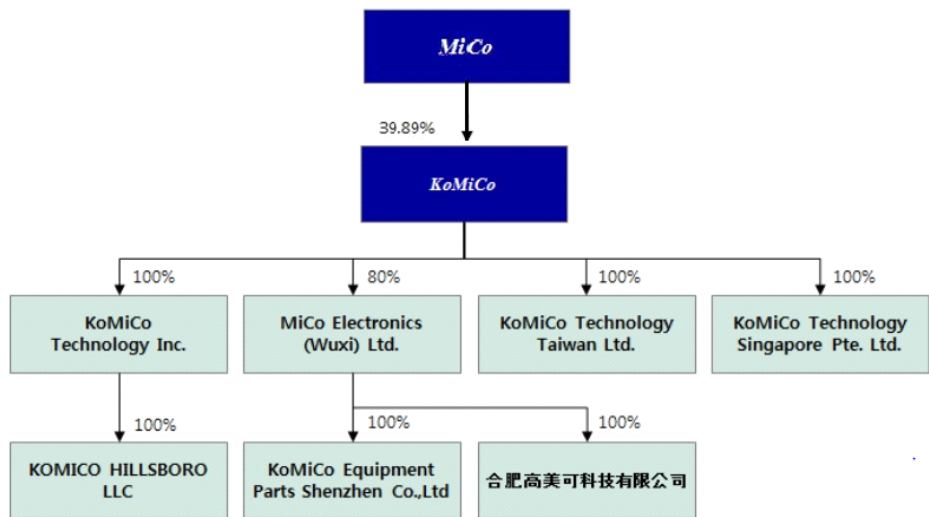 MiCo
39.89%
KoMiCo
100%
80%
100%
100%
KoMiCo
Technology Inc.
MiCo Electronics
(Wuxi) Ltd.
KoMiCo Technology
Taiwan Ltd.
KoMiCo Technology
Singapore Pte. Ltd.
100%
100%
100%
KOMICO HILLSBORO
LLC
KoMiCo Equipment
Parts Shenzhen Co.,Ltd
合肥高美可科技有限公司